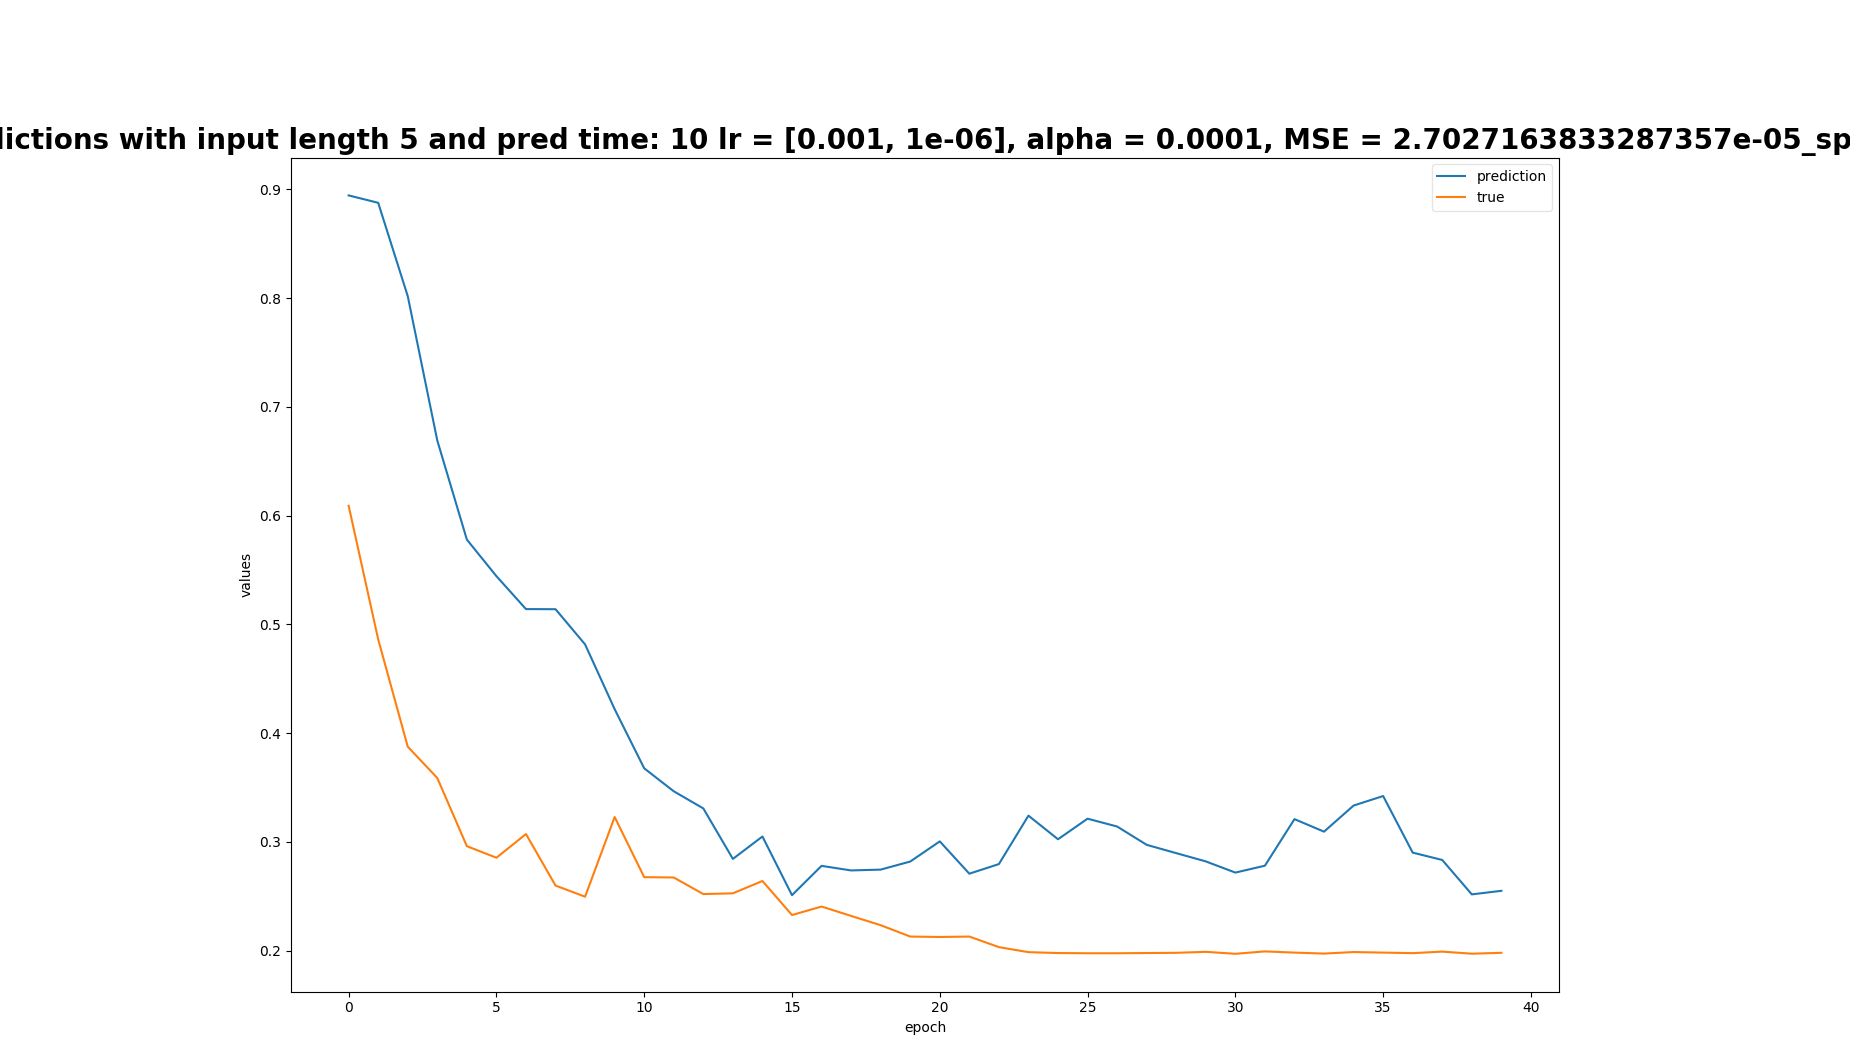 dictions with input length 5 and pred time: 10 lr = [0.001, 1e-06], alpha = 0.0001, MSE = 2.7027163833287357e-05_sp
prediction
true
0.9
0.8
0.7
0.6
0.5
0.4
0.3
0.2
values
0 5 10 15 20 25 30 35 40
epoch